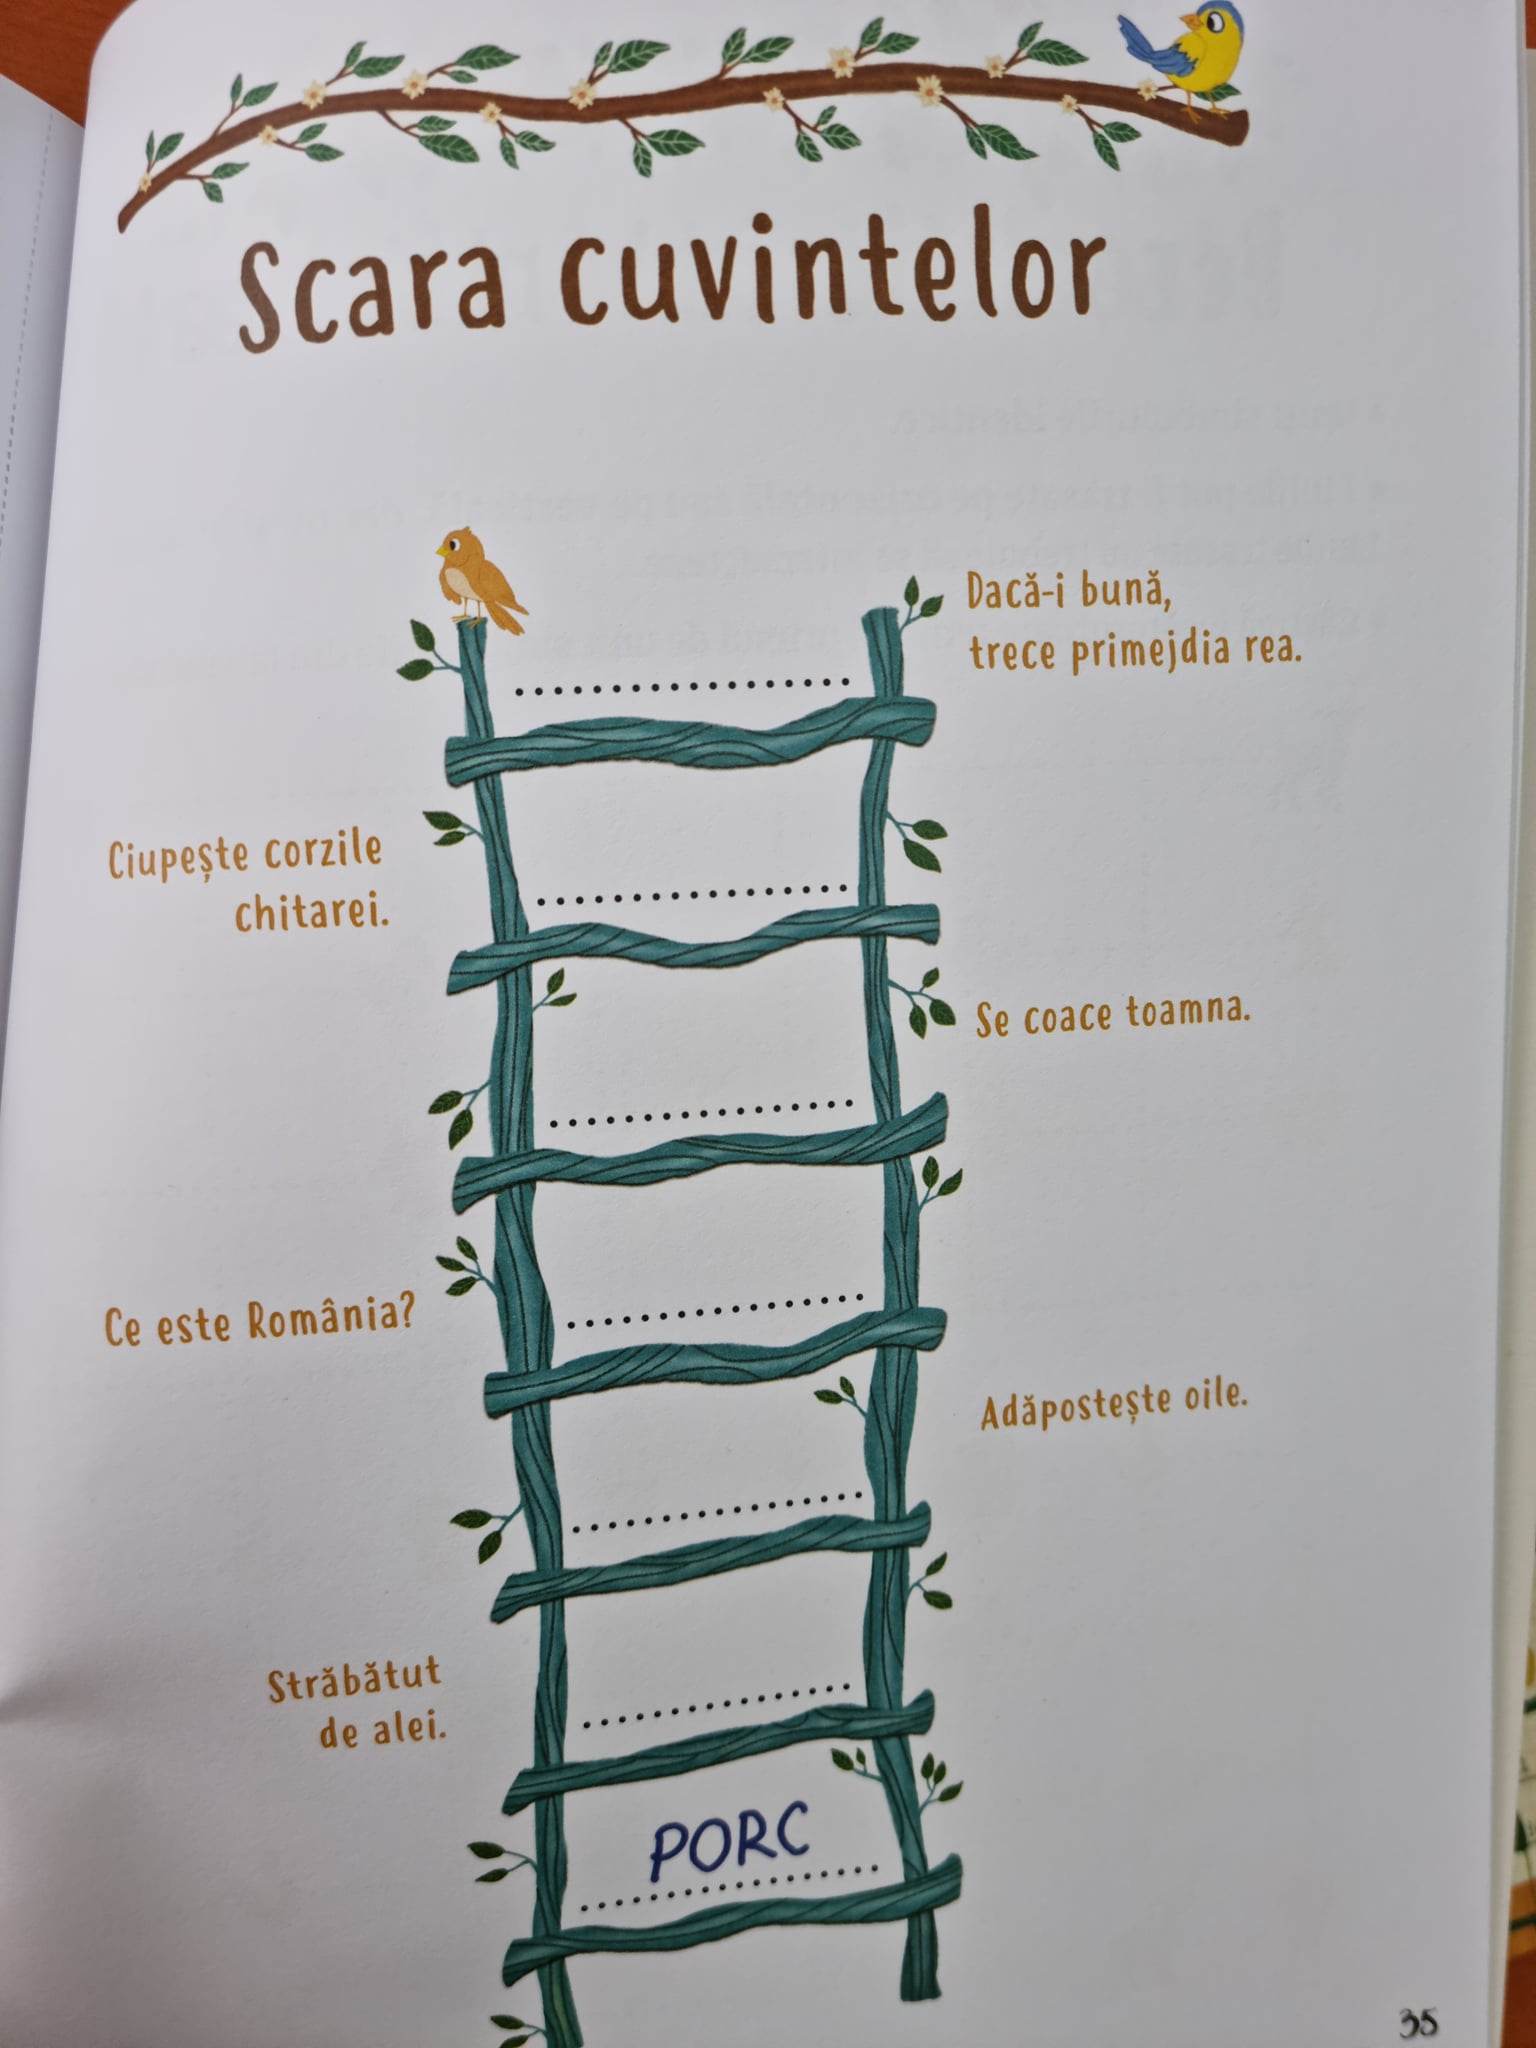 Scara cuvintelor
Dacă-i bună,
trece primejdia rea.
Ciupește corzile
chitarei.
Se coace toamna.
Ce este România?
Adăpostește oile.
Străbătut
de alei.
PORC
35